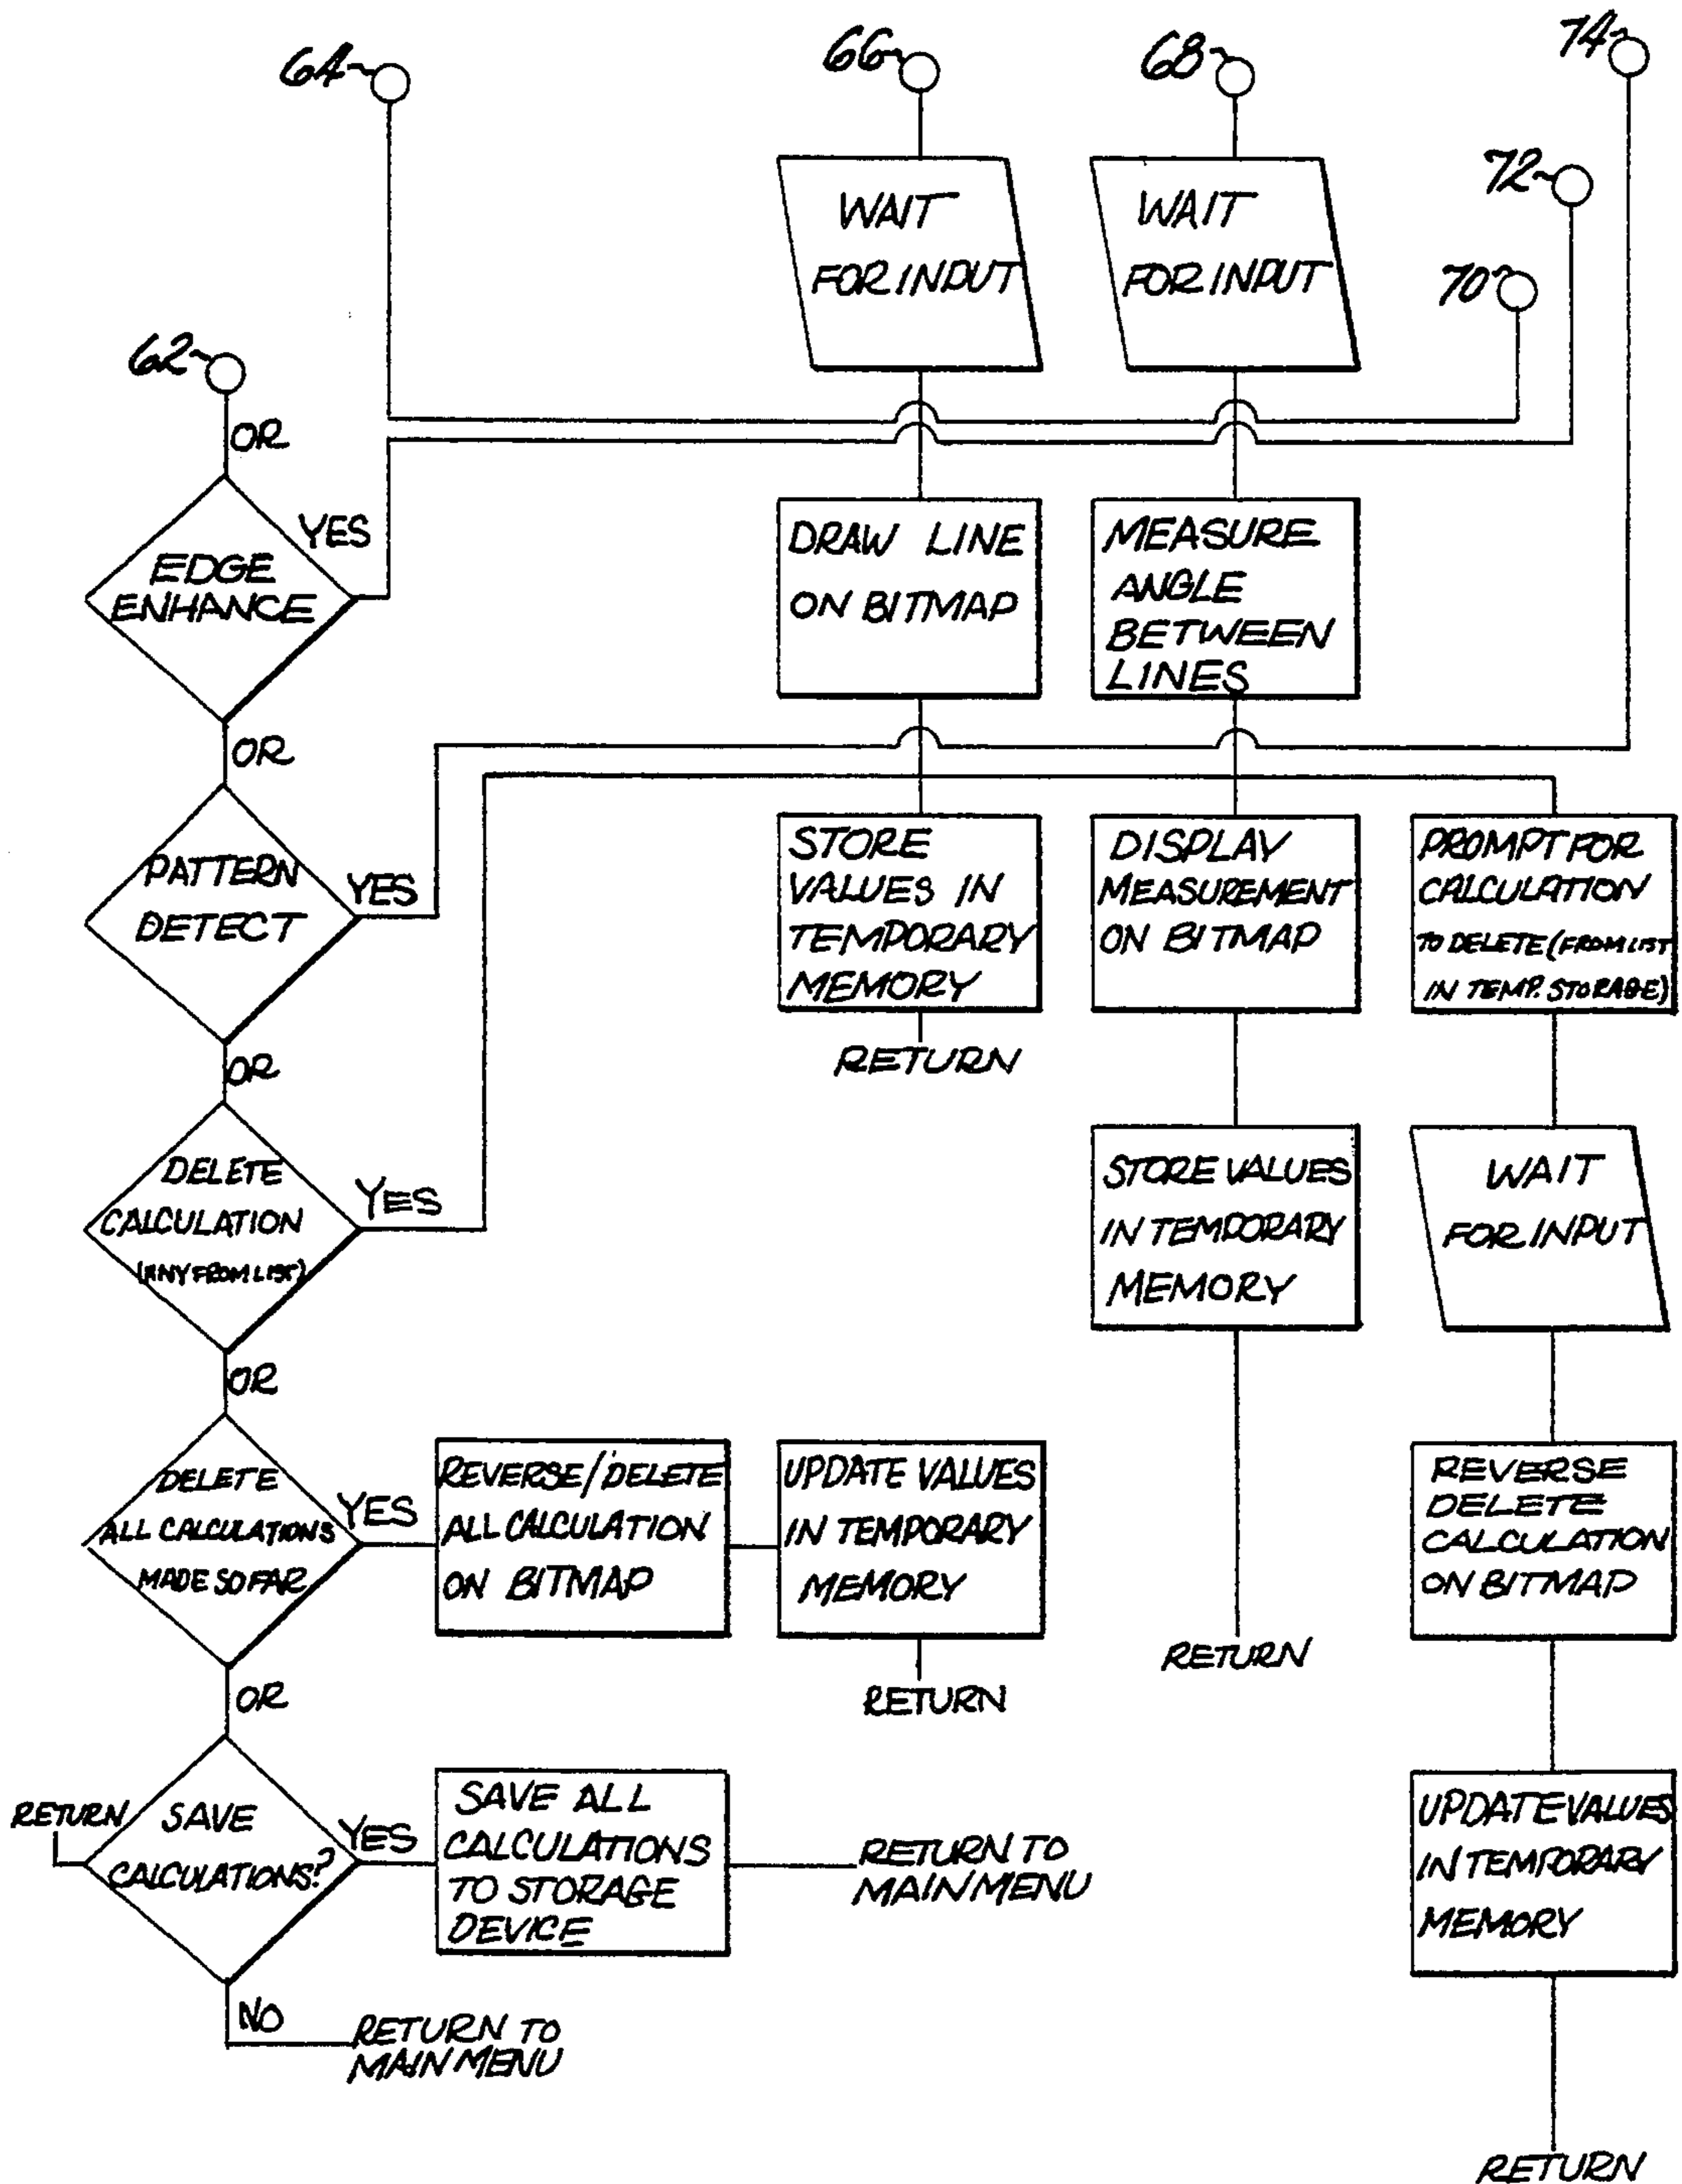 64
66
68
74
72
70
62
WAIT
FOR INPUT
WAIT
FOR INPUT
OR
YES
EDGE
ENHANCE
DRAW LINE
ON BITMAP
MEASURE
ANGLE
BETWEEN
LINES
OR
PATTERN
DETECT
YES
STORE
VALUES IN
TEMPORARY
MEMORY
RETURN
DISPLAY
MEASUREMENT
ON BITMAP
PROMPT FOR
CALCULATION
TO DELETE (FROM LIST
IN TEMP. STORAGE)
OR
DELETE
CALCULATION
(ANY FROM LIST)
YES
STORE VALUES
IN TEMPORARY
MEMORY
RETURN
WAIT
FOR INPUT
OR
DELETE
ALL CALCULATIONS
MADE SO FAR
YES
REVERSE/DELETE
ALL CALCULATION
ON BITMAP
UPDATE VALUES
IN TEMPORARY
MEMORY
RETURN
REVERSE
DELETE
CALCULATION
ON BITMAP
OR
RETURN
SAVE
CALCULATIONS?
YES
SAVE ALL
CALCULATIONS
TO STORAGE
DEVICE
RETURN TO
MAIN MENU
UPDATE VALUES
IN TEMPORARY
MEMORY
NO
RETURN TO
MAIN MENU
RETURN